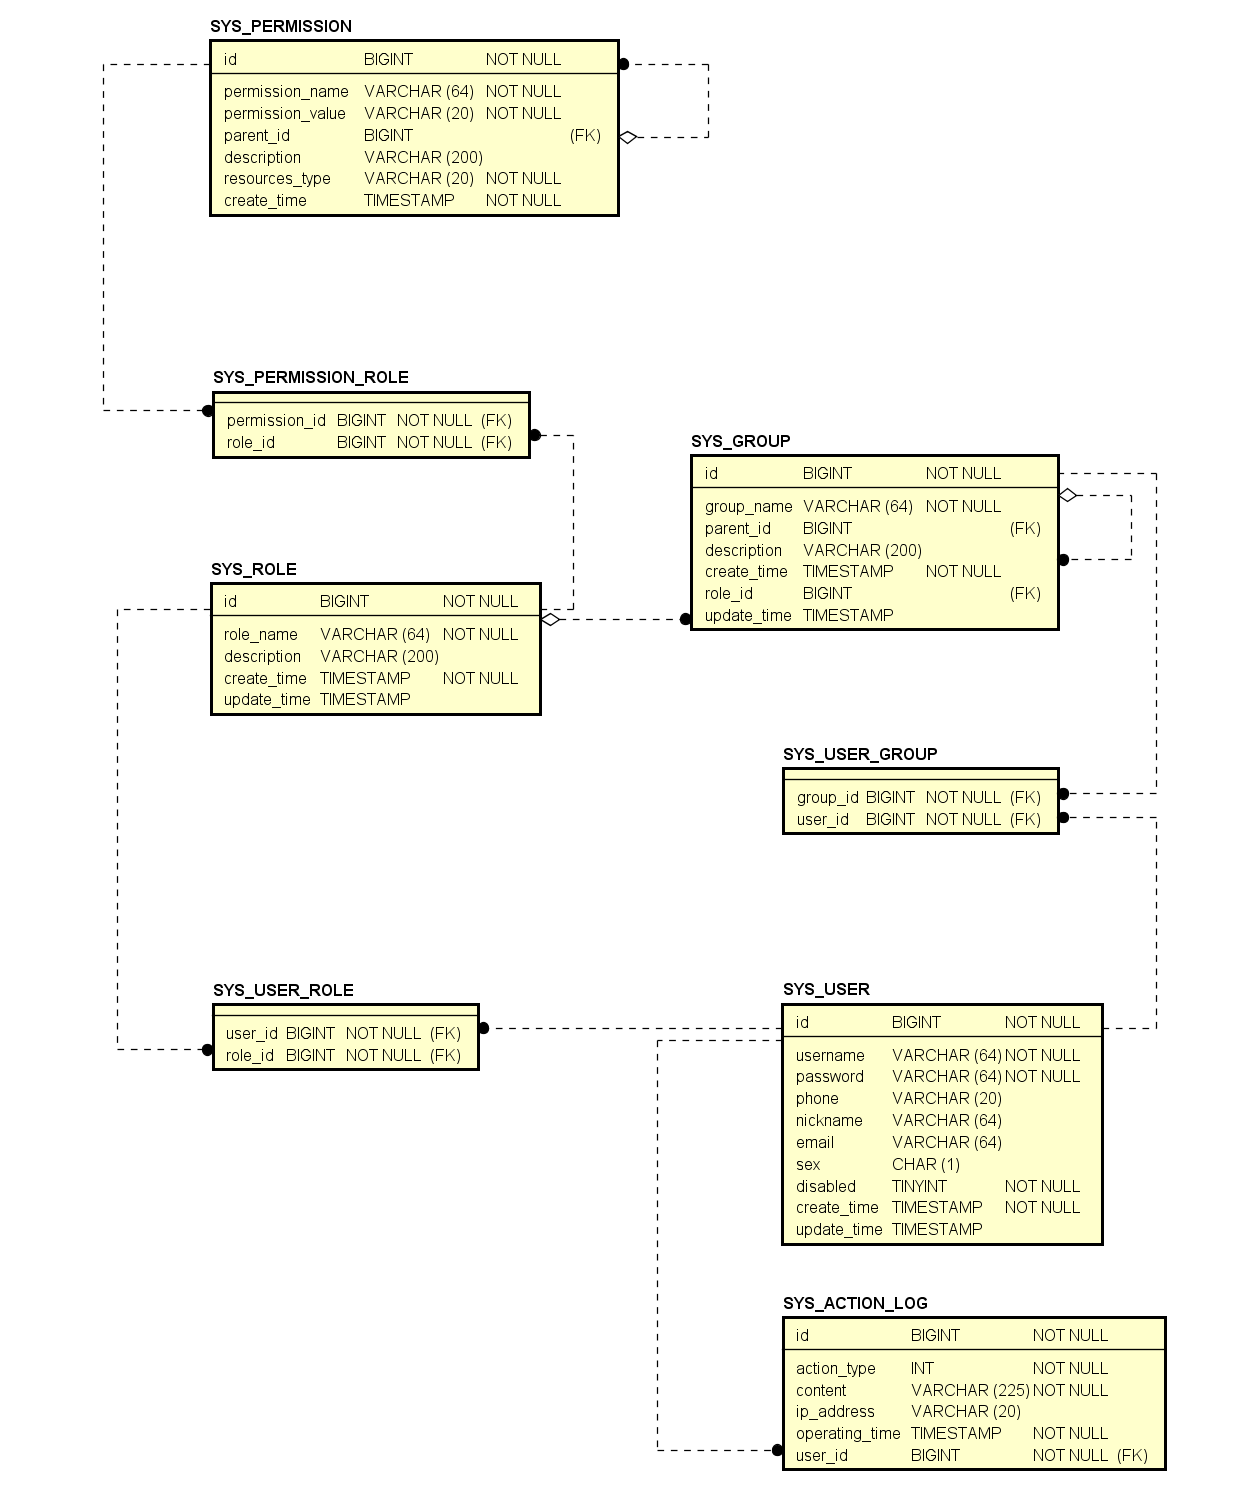 SYS_PERMISSION
id BIGINT NOT NULL
permission_name VARCHAR (64) NOT NULL
permission_value VARCHAR (20) NOT NULL
parent_id BIGINT (FK)
description VARCHAR (200)
resources_type VARCHAR (20) NOT NULL
create_time TIMESTAMP NOT NULL
SYS_PERMISSION_ROLE
permission_id BIGINT NOT NULL (FK)
role_id BIGINT NOT NULL (FK)
SYS_GROUP
id BIGINT NOT NULL
group_name VARCHAR (64) NOT NULL
parent_id BIGINT (FK)
description VARCHAR (200)
create_time TIMESTAMP NOT NULL
role_id BIGINT (FK)
update_time TIMESTAMP
SYS_ROLE
id BIGINT NOT NULL
role_name VARCHAR (64) NOT NULL
description VARCHAR (200)
create_time TIMESTAMP NOT NULL
update_time TIMESTAMP
SYS_USER_GROUP
group_id BIGINT NOT NULL (FK)
user_id BIGINT NOT NULL (FK)
SYS_USER_ROLE
user_id BIGINT NOT NULL (FK)
role_id BIGINT NOT NULL (FK)
SYS_USER
id BIGINT NOT NULL
username VARCHAR (64) NOT NULL
password VARCHAR (64) NOT NULL
phone VARCHAR (20)
nickname VARCHAR (64)
email VARCHAR (64)
sex CHAR (1)
disabled TINYINT NOT NULL
create_time TIMESTAMP NOT NULL
update_time TIMESTAMP
SYS_ACTION_LOG
id BIGINT NOT NULL
action_type INT NOT NULL
content VARCHAR (225) NOT NULL
ip_address VARCHAR (20)
operating_time TIMESTAMP NOT NULL
user_id BIGINT NOT NULL (FK)